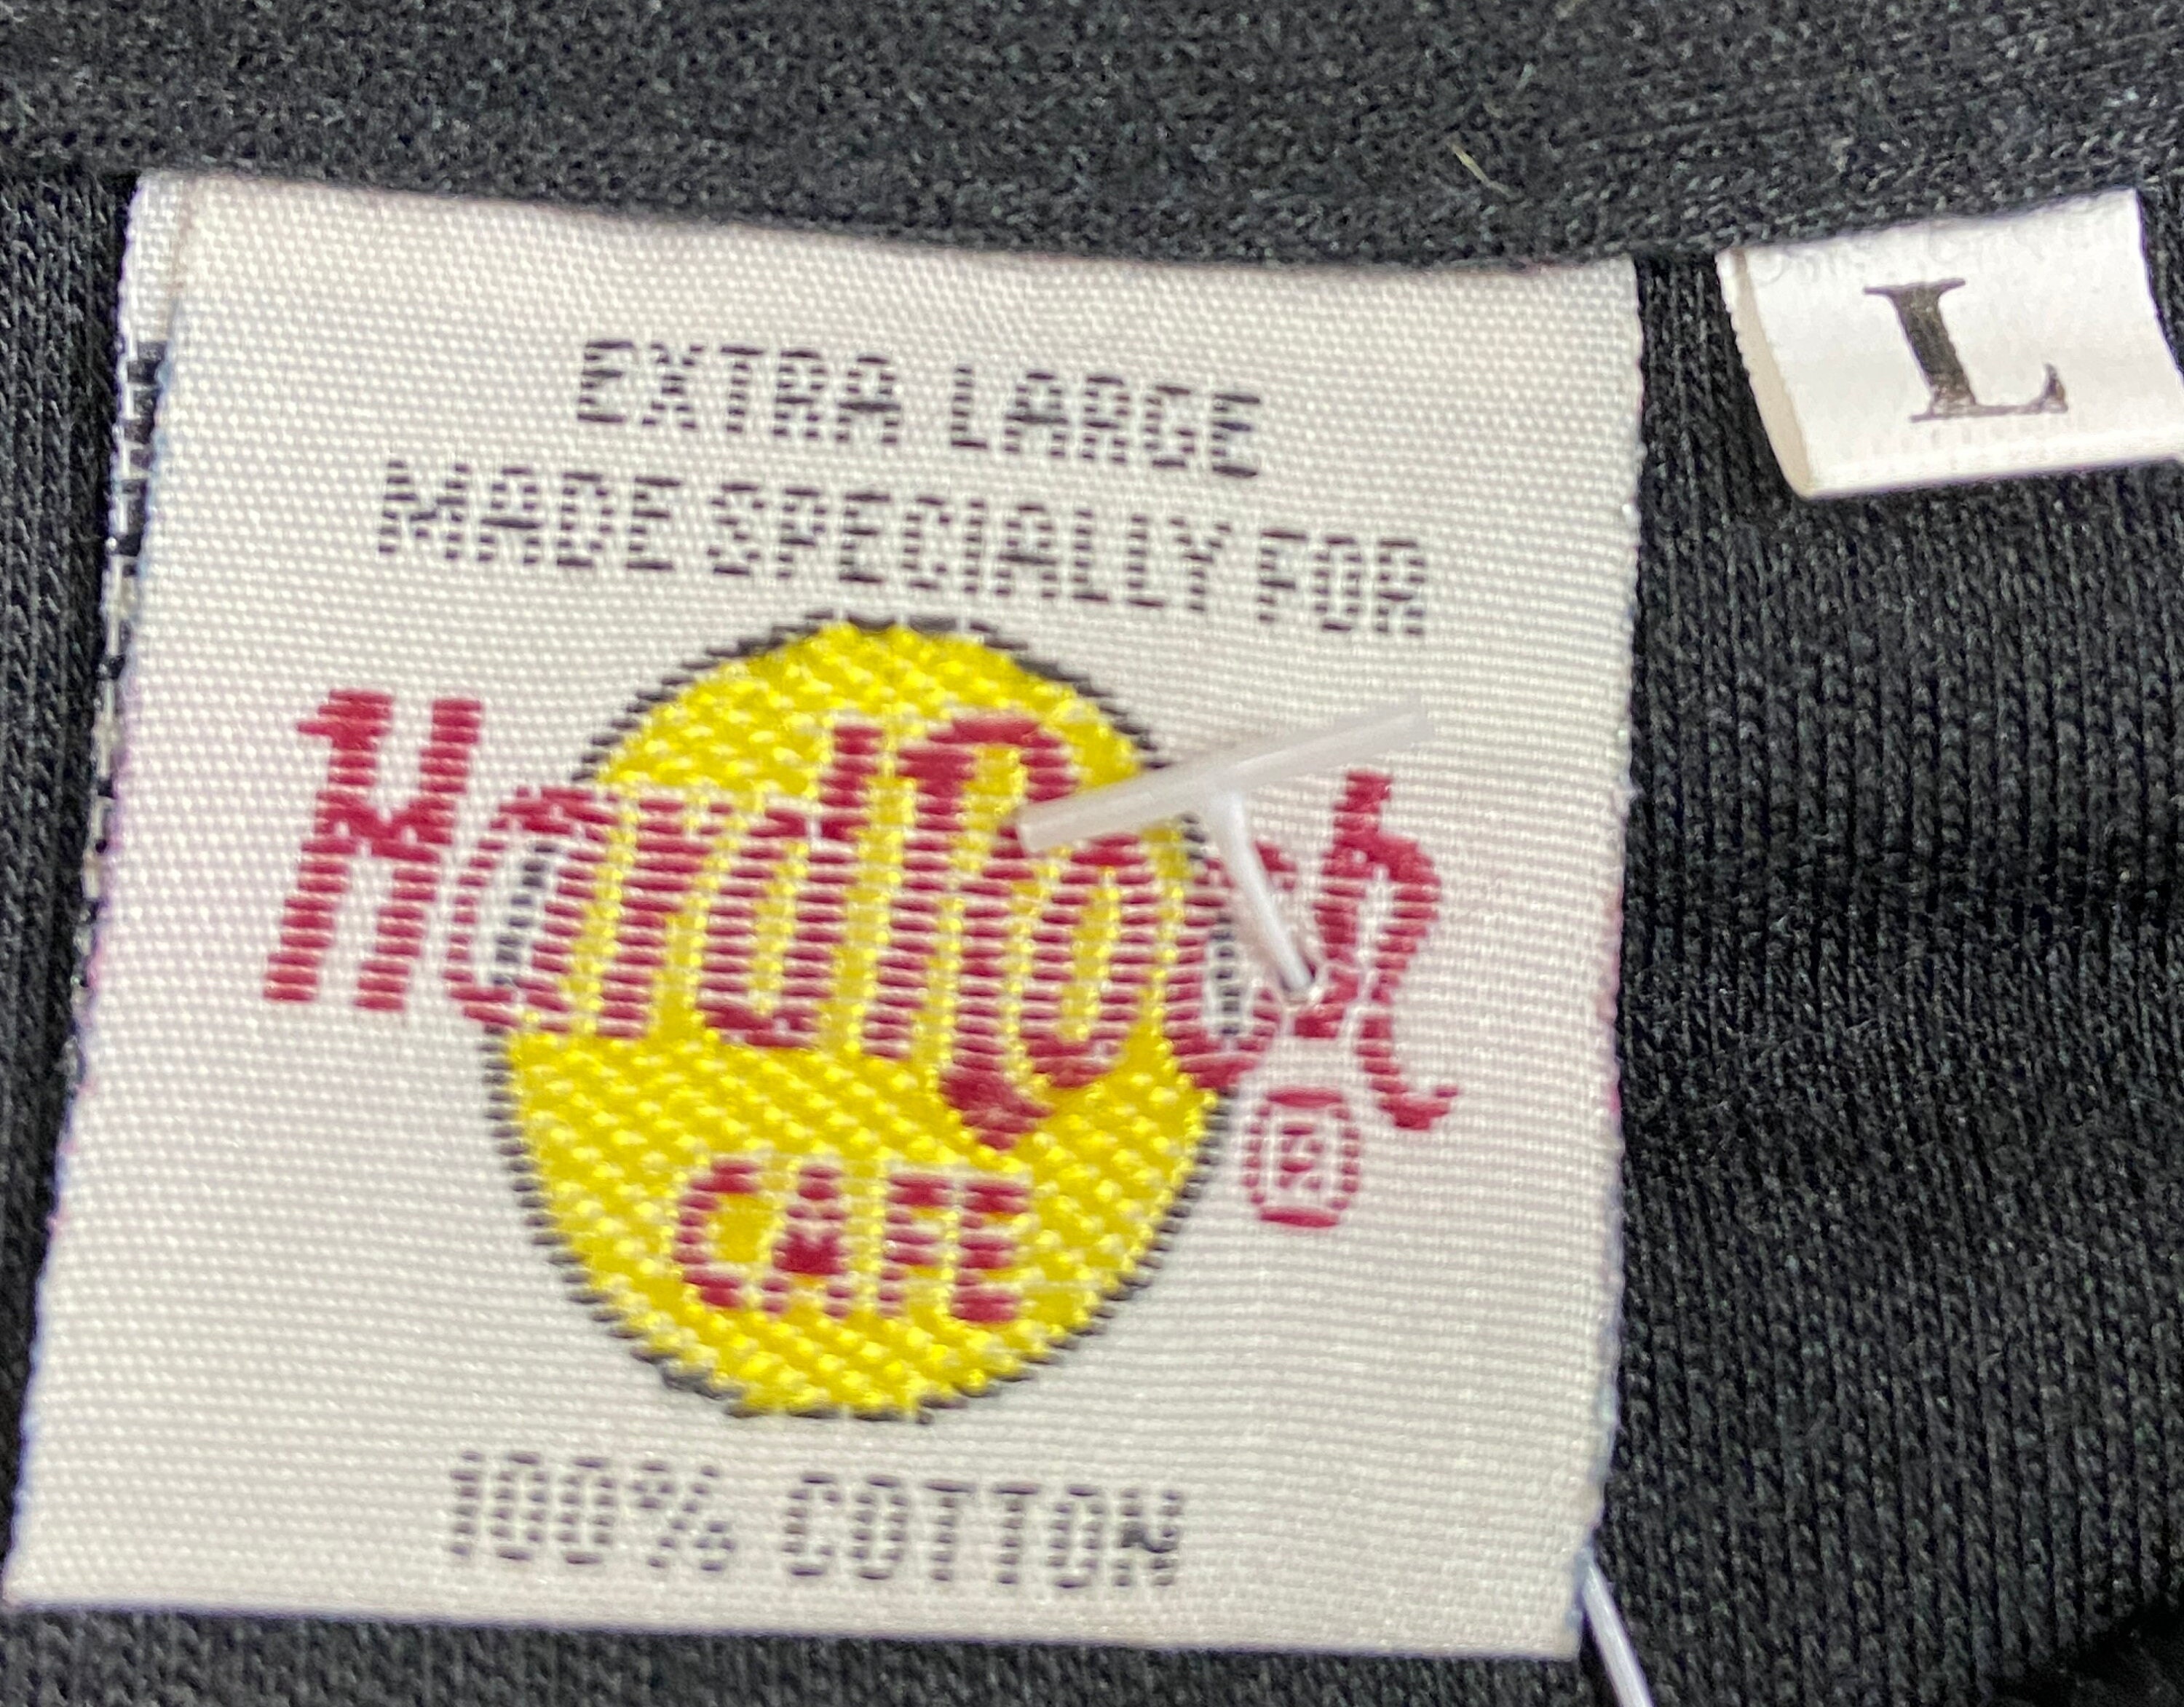 EXTRA LARGE
MADE SPECIALLY FOR
Hard Rock
®
CAFE
100% COTTON
L